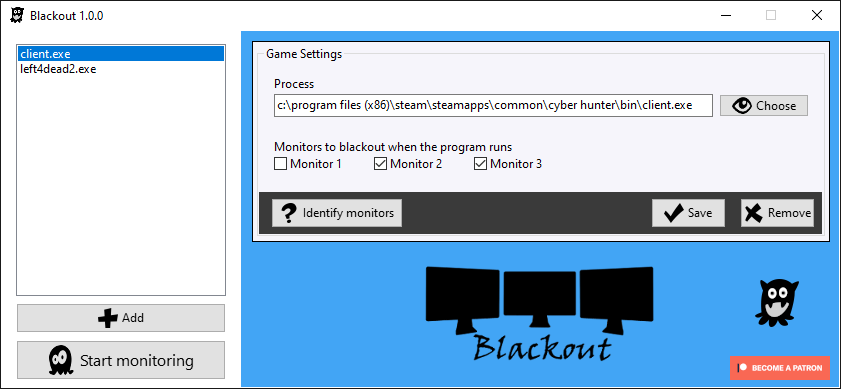 Blackout 1.0.0
client.exe
left4dead2.exe
Add
Start monitoring
Game Settings
Process
c:\program files (x86)\steam\steamapps\common\cyber hunter\bin\client.exe
Choose
Monitors to blackout when the program runs
Monitor 1 Monitor 2 Monitor 3
Identify monitors Save Remove
Blackout
BECOME A PATRON